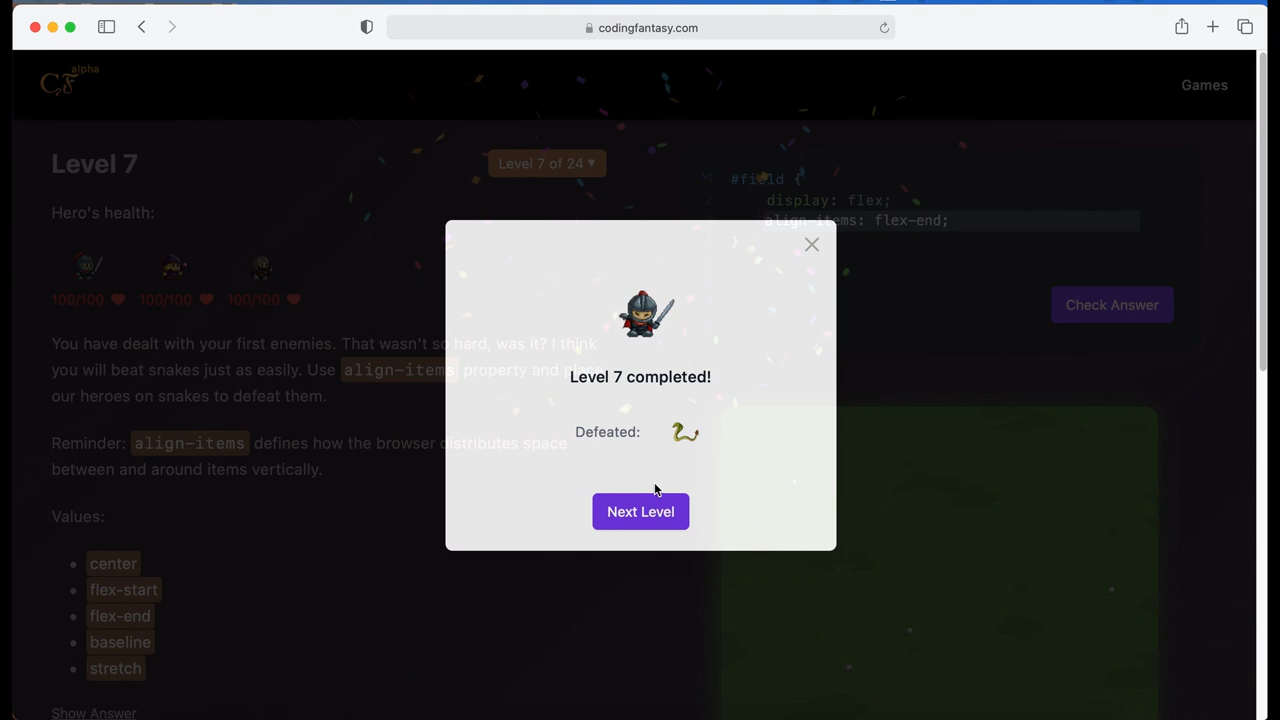 codingfantasy.com
alpha
CF
Games
Level 7
Level 7 of 24 ▾
Hero's health:
100/100
100/100
100/100
You have dealt with your first enemies. That wasn't so hard, was it? I think
you will beat snakes just as easily. Use align-items property and place
our heroes on snakes to defeat them.
Reminder: align-items defines how the browser distributes space
between and around items vertically.
Values:
center
flex-start
flex-end
baseline
stretch
Show Answer
1
#field {
2
display: flex;
align-items: flex-end;
}
Check Answer
Level 7 completed!
Defeated:
Next Level